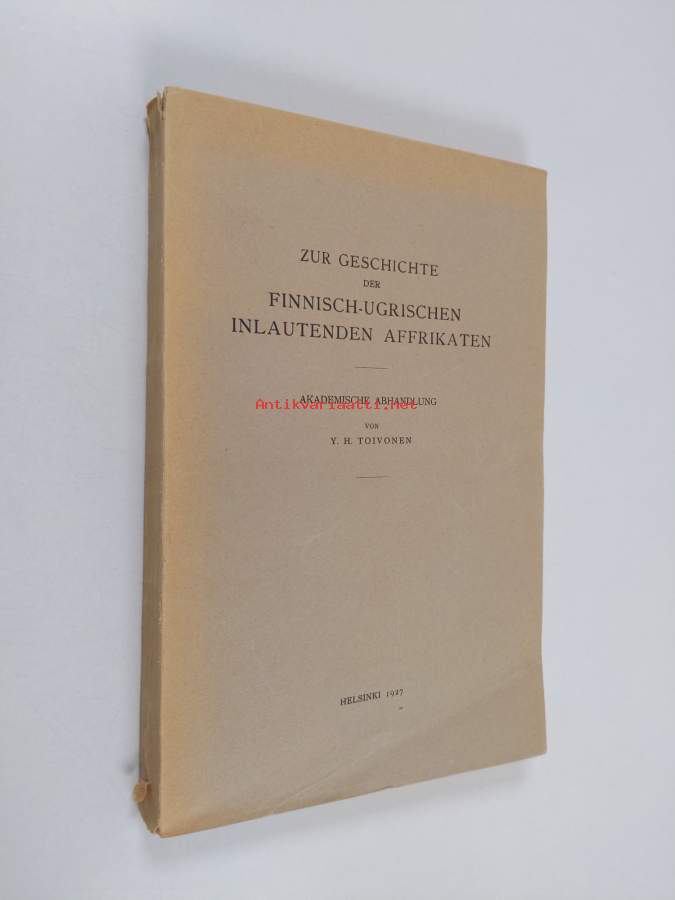 ZUR GESCHICHTE
DER
FINNISCH-UGRISCHEN
INLAUTENDEN AFFRIKATEN
AKADEMISCHE ABHANDLUNG
Antikvariaatti.net
VON
Y. H. TOIVONEN
HELSINKI 1927